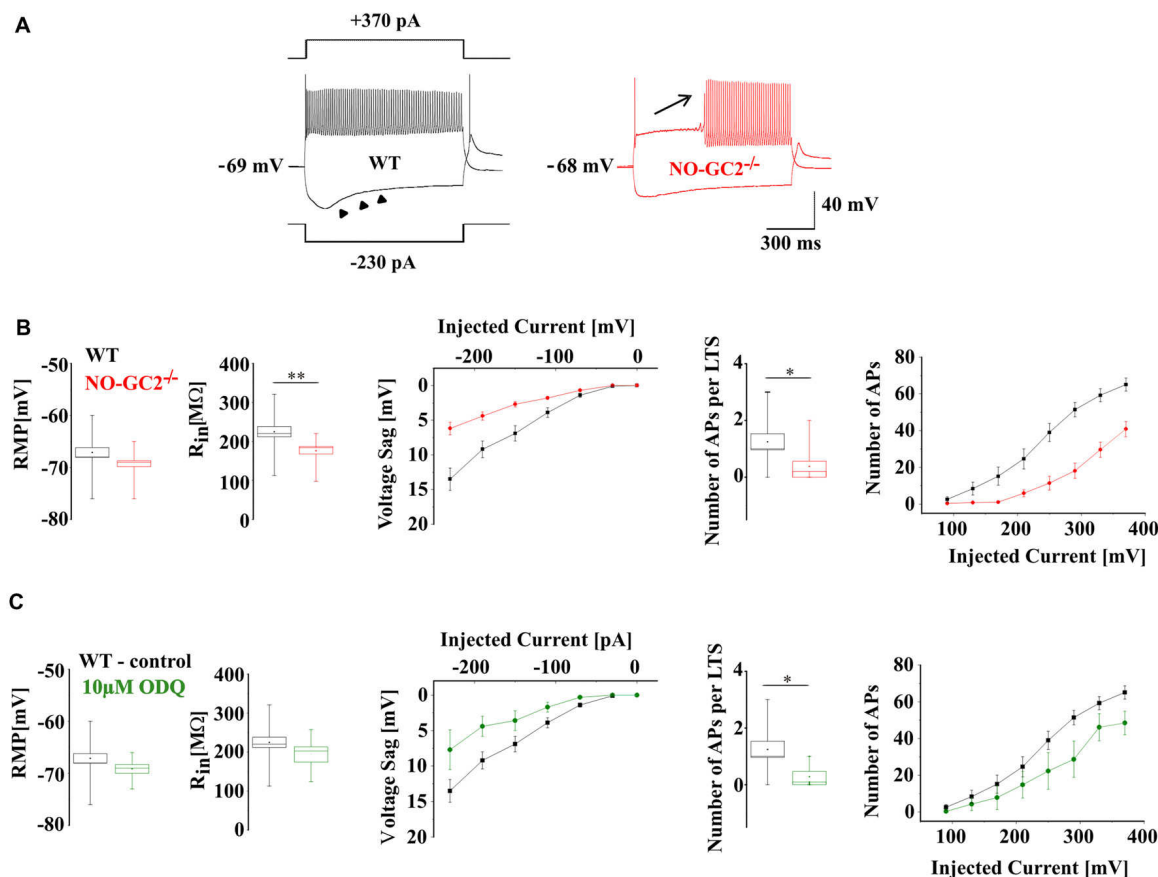 A
+370 pA
-69 mV
WT
-230 pA
-68 mV
NO-GC2-/-
40 mV
300 ms
B
WT
NO-GC2-/-
RMP[mV]
-50
-60
-70
-80
Rin[MΩ]
400
300
200
100
0
**
Injected Current [mV]
-200
-100
0
Voltage Sag [mV]
0
5
10
15
20
Number of APs per LTS
4
2
0
*
Number of APs
80
60
40
20
0
100
200
300
400
Injected Current [mV]
C
WT - control
10µM ODQ
RMP[mV]
-50
-60
-70
-80
Rin[MΩ]
400
300
200
100
0
Injected Current [pA]
-200
-100
0
V oltage Sag [mV]
0
5
10
15
20
Number of APs per LTS
4
2
0
*
Number of APs
80
60
40
20
0
100
200
300
400
Injected Current [mV]